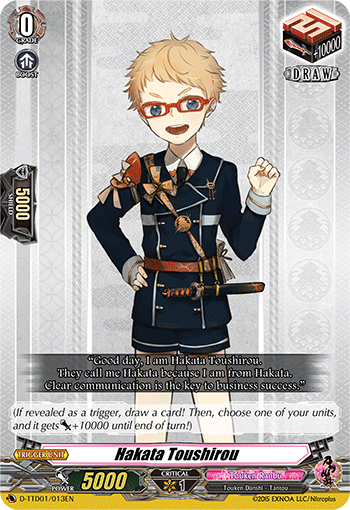 0
GRADE
BOOST
+10000
DRAW
5000
SHIELD
“Good day, I am Hakata Toushirou.
They call me Hakata because I am from Hakata.
Clear communication is the key to business success.”
(If revealed as a trigger, draw a card! Then, choose one of your units,
and it gets +10000 until end of turn!)
TRIGGER UNIT
Hakata Toushirou
POWER
5000
CRITICAL
1
Touken Ranbu
Touken Danshi - Tantou
D-TTD01/013EN
©2015 EXNOA LLC/Nitroplus